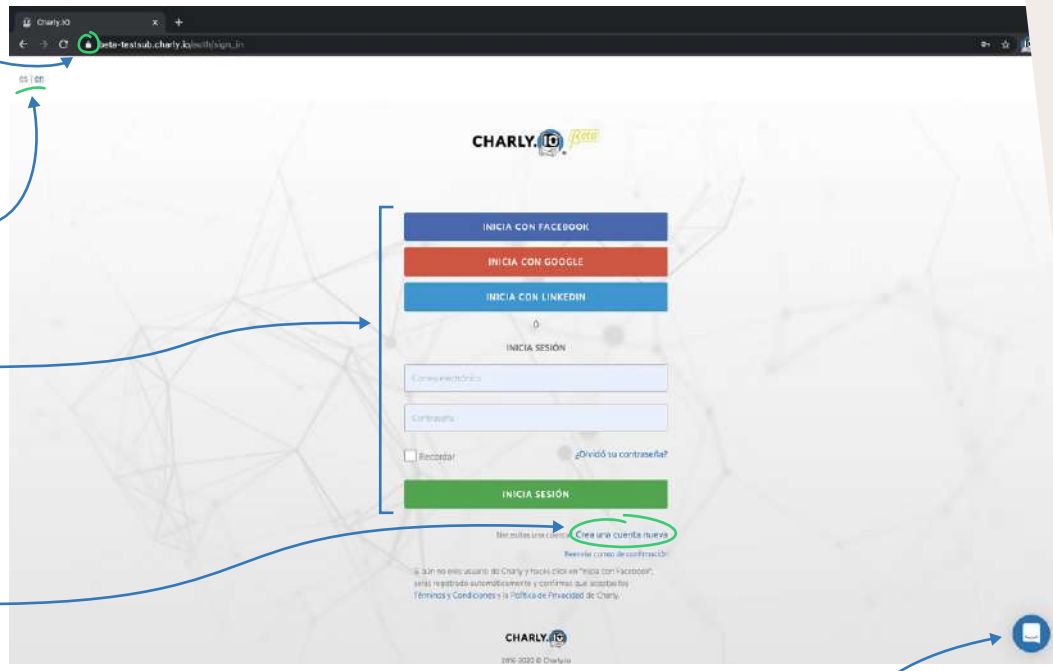 Charly.IO
beta-testsub.charly.io/auth/sign_in
es | en
CHARLY.IO Beta
INICIA CON FACEBOOK
INICIA CON GOOGLE
INICIA CON LINKEDIN
O
INICIA SESIÓN
Correo electrónico
Contraseña
Recordar
¿Olvidó su contraseña?
INICIA SESIÓN
Necesitas una cuenta Crea una cuenta nueva
Reenviar correo de confirmación
Si aún no eres usuario de Charly y haces click en "Inicia con Facebook",
serás registrado automáticamente y confirmas que aceptas los
Términos y Condiciones y la Política de Privacidad de Charly.
CHARLY.IO
2016-2020 © Charly.io